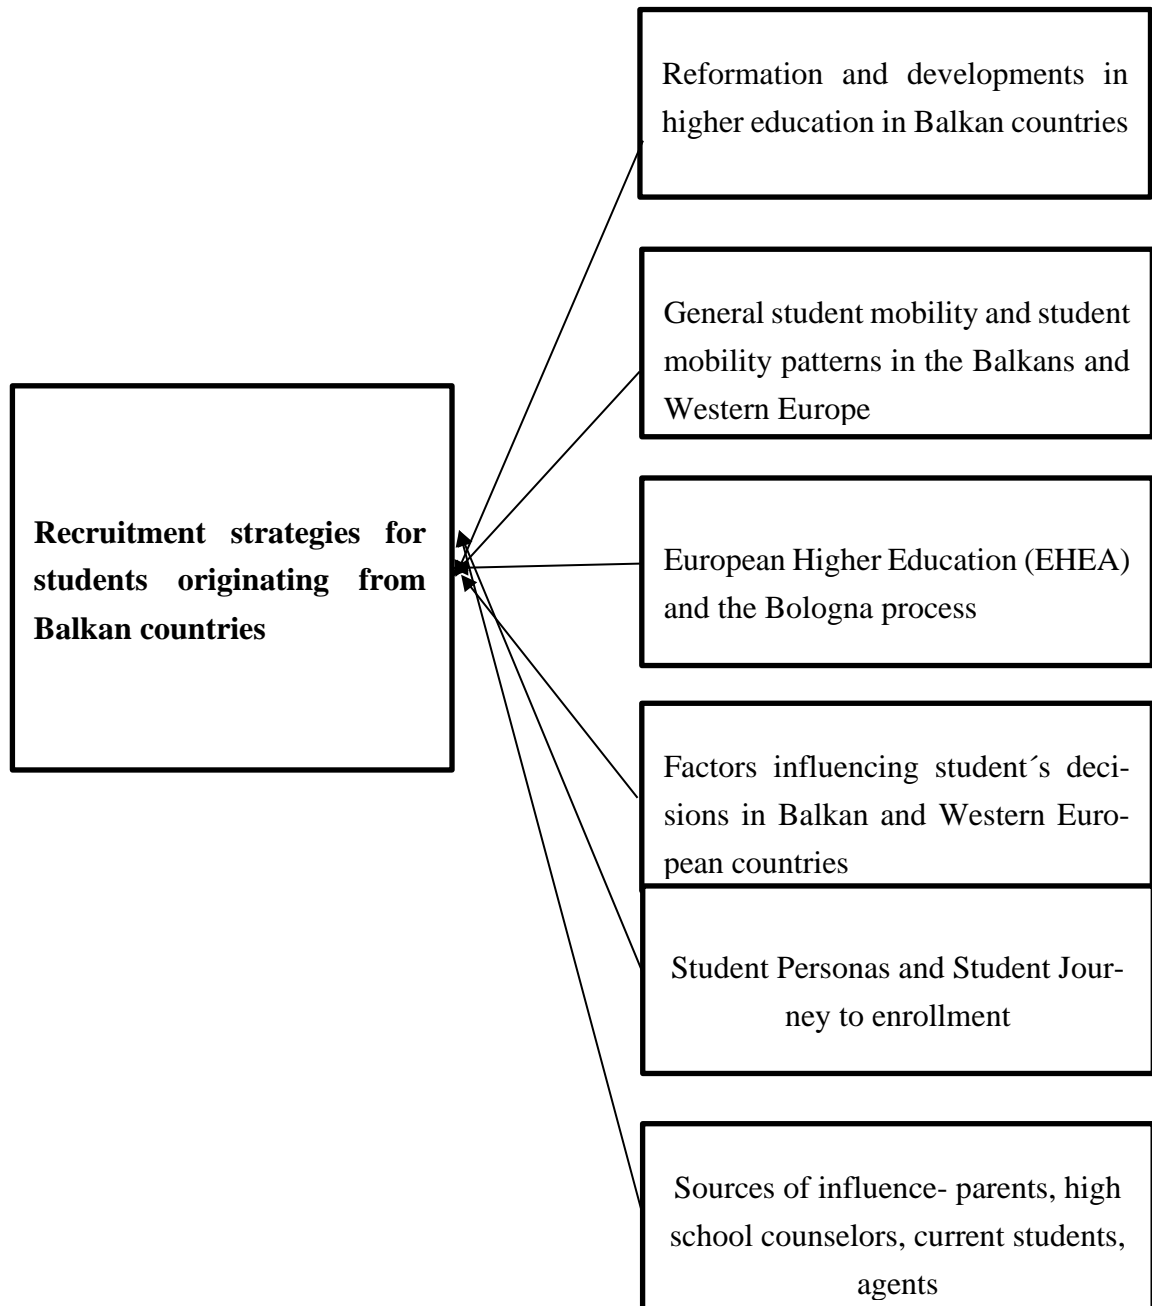 Reformation and developments in
higher education in Balkan countries
General student mobility and student
mobility patterns in the Balkans and
Western Europe
Recruitment strategies for
students originating from
Balkan countries
European Higher Education (EHEA)
and the Bologna process
Factors influencing student´s deci-
sions in Balkan and Western Euro-
pean countries
Student Personas and Student Jour-
ney to enrollment
Sources of influence- parents, high
school counselors, current students,
agents